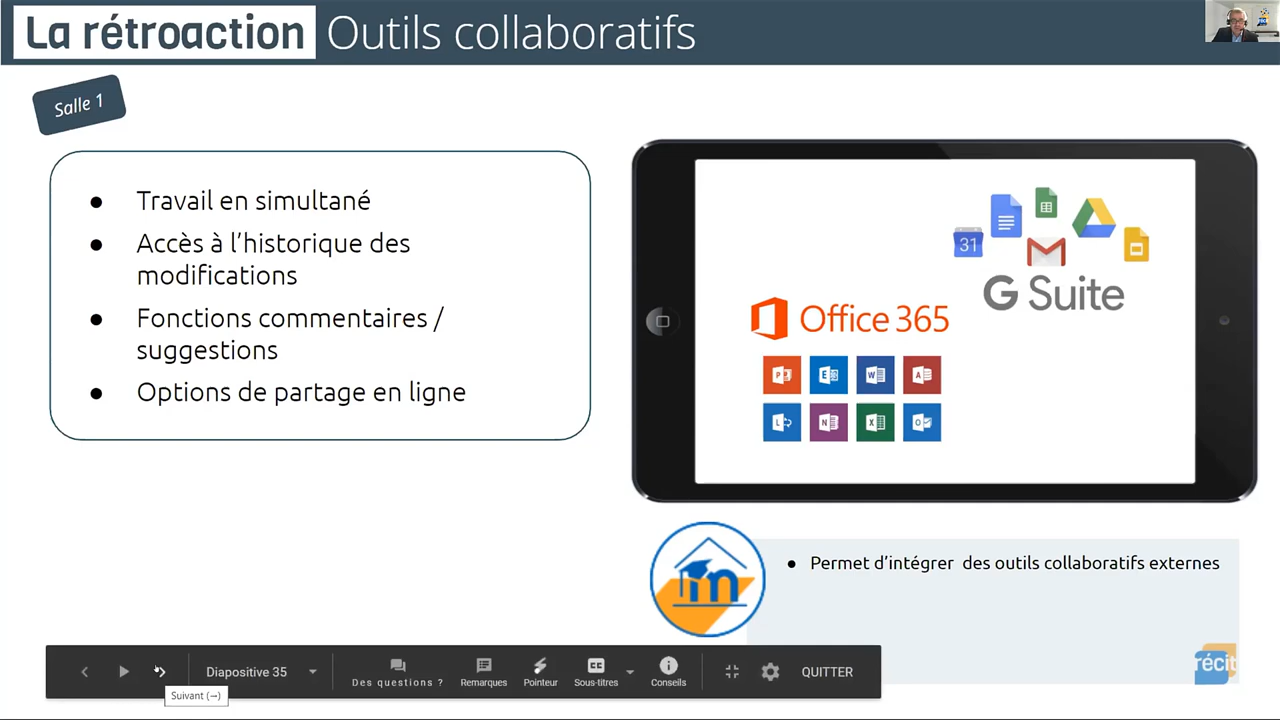 La rétroaction Outils collaboratifs
Salle 1
● Travail en simultané
● Accès à l’historique des
modifications
● Fonctions commentaires /
suggestions
● Options de partage en ligne
31
G Suite
Office 365
P E W A
L N X O
● Permet d’intégrer des outils collaboratifs externes
m
récit
Diapositive 35
Des questions ?
Remarques
Pointeur
CC
Sous-titres
Conseils
QUITTER
Suivant (→)